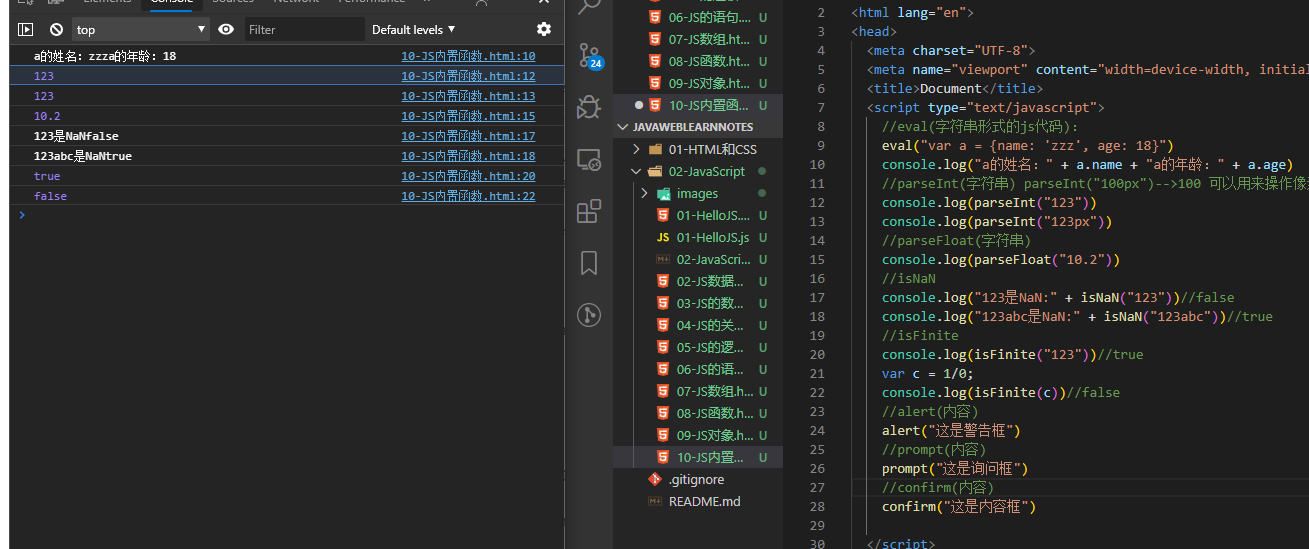 Elements
Console
Sources
Network
Performance
top
Filter
Default levels
a的姓名：zzza的年龄：18 10-JS内置函数.html:10
123 10-JS内置函数.html:12
123 10-JS内置函数.html:13
10.2 10-JS内置函数.html:15
123是NaNfalse 10-JS内置函数.html:17
123abc是NaNtrue 10-JS内置函数.html:18
true 10-JS内置函数.html:20
false 10-JS内置函数.html:22
24
06-JS的语句.... U
07-JS数组.ht... U
08-JS函数.ht... U
09-JS对象.ht... U
10-JS内置函... U
JAVAWEBLEARNNOTES
01-HTML和CSS
02-JavaScript
images
01-HelloJS.... U
JS 01-HelloJS.js U
02-JavaScri... U
02-JS数据... U
03-JS的数... U
04-JS的关... U
05-JS的逻... U
06-JS的语... U
07-JS数组.h... U
08-JS函数.h... U
09-JS对象.h... U
10-JS内置... U
.gitignore
README.md
2 <html lang="en">
3 <head>
4 <meta charset="UTF-8">
5 <meta name="viewport" content="width=device-width, initial
6 <title>Document</title>
7 <script type="text/javascript">
8 //eval(字符串形式的js代码)：
9 eval("var a = {name: 'zzz', age: 18}")
10 console.log("a的姓名：" + a.name + "a的年龄：" + a.age)
11 //parseInt(字符串) parseInt("100px")-->100 可以用来操作像
12 console.log(parseInt("123"))
13 console.log(parseInt("123px"))
14 //parseFloat(字符串)
15 console.log(parseFloat("10.2"))
16 //isNaN
17 console.log("123是NaN:" + isNaN("123"))//false
18 console.log("123abc是NaN:" + isNaN("123abc"))//true
19 //isFinite
20 console.log(isFinite("123"))//true
21 var c = 1/0;
22 console.log(isFinite(c))//false
23 //alert(内容)
24 alert("这是警告框")
25 //prompt(内容)
26 prompt("这是询问框")
27 //confirm(内容)
28 confirm("这是内容框")
29
30 </script>